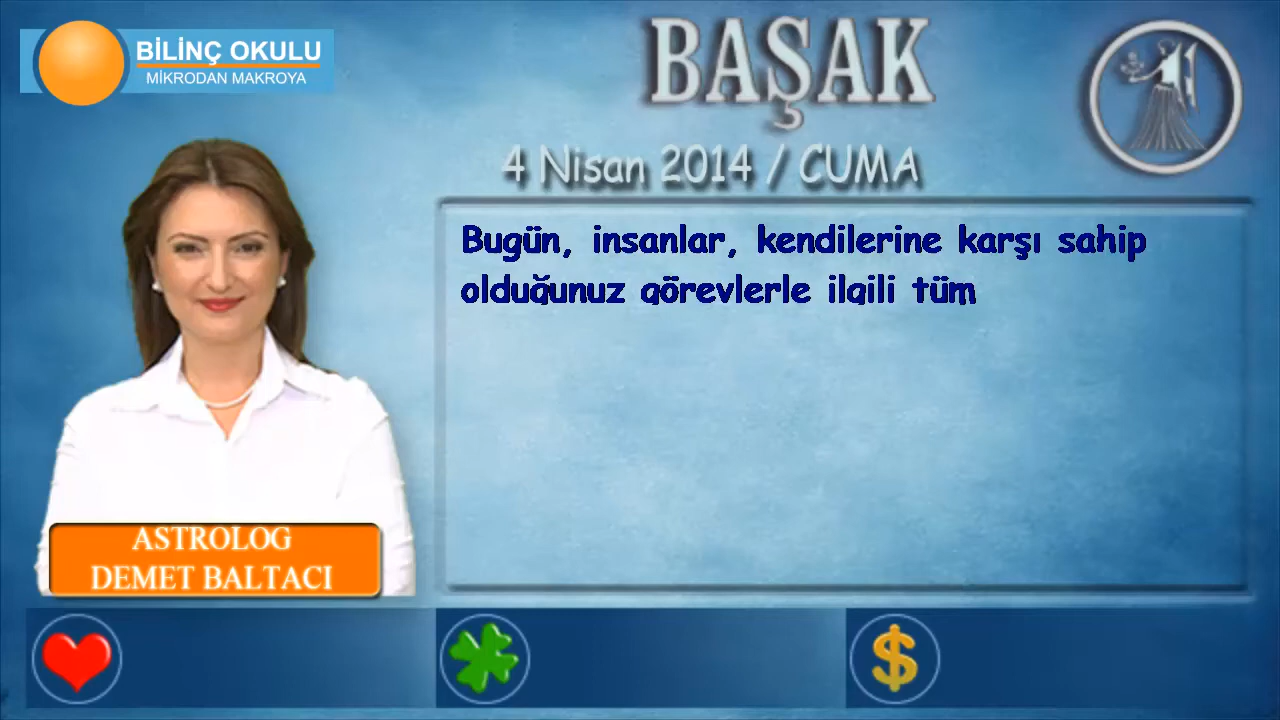 BİLİNÇ OKULU
MİKRODAN MAKROYA
BAŞAK
4 Nisan 2014 / CUMA
Bugün, insanlar, kendilerine karşı sahip
olduğunuz görevlerle ilgili tüm
ASTROLOG
DEMET BALTACI
$